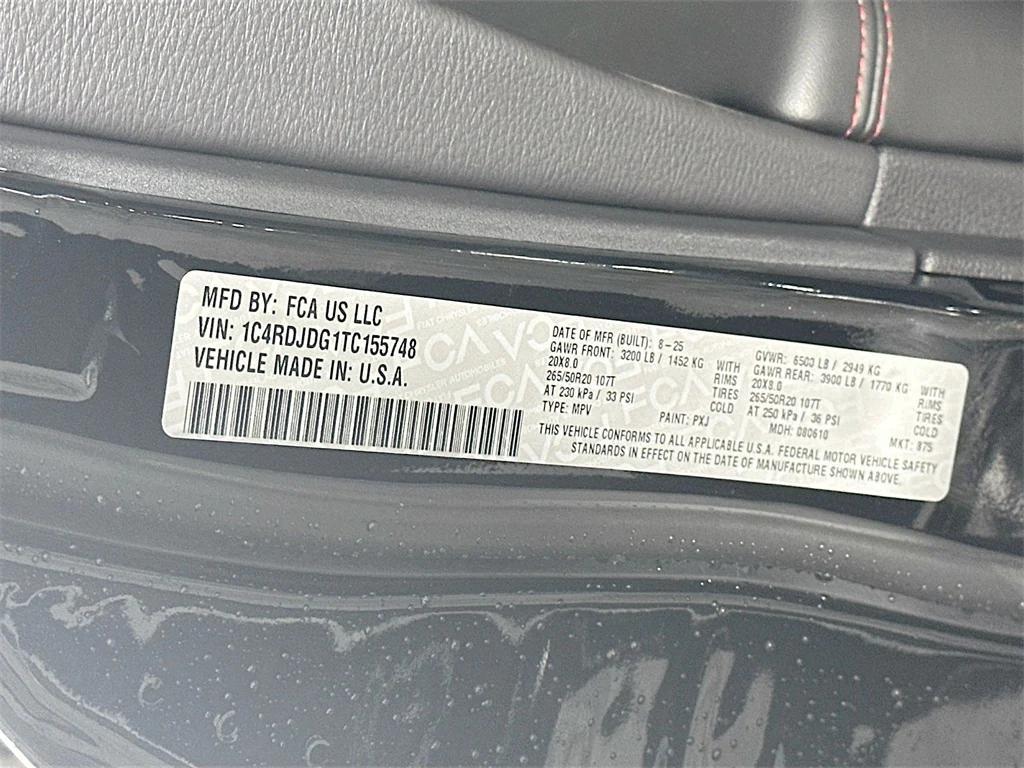 MFD BY: FCA US LLC
VIN: 1C4RDJDG1TC155748
VEHICLE MADE IN: U.S.A.
DATE OF MFR (BUILT): 8-25
GAWR FRONT: 3200 LB / 1452 KG WITH
20X8.0 RIMS
265/50R20 107T TIRES
AT 230 kPa / 33 PSI COLD
TYPE: MPV PAINT: PXJ
GVWR: 6503 LB / 2949 KG
GAWR REAR: 3900 LB / 1770 KG WITH
20X8.0 RIMS
265/50R20 107T TIRES
AT 250 kPa / 36 PSI COLD
MDH: 080610 MKT: 875
THIS VEHICLE CONFORMS TO ALL APPLICABLE U.S.A. FEDERAL MOTOR VEHICLE SAFETY
STANDARDS IN EFFECT ON THE DATE OF MANUFACTURE SHOWN ABOVE.